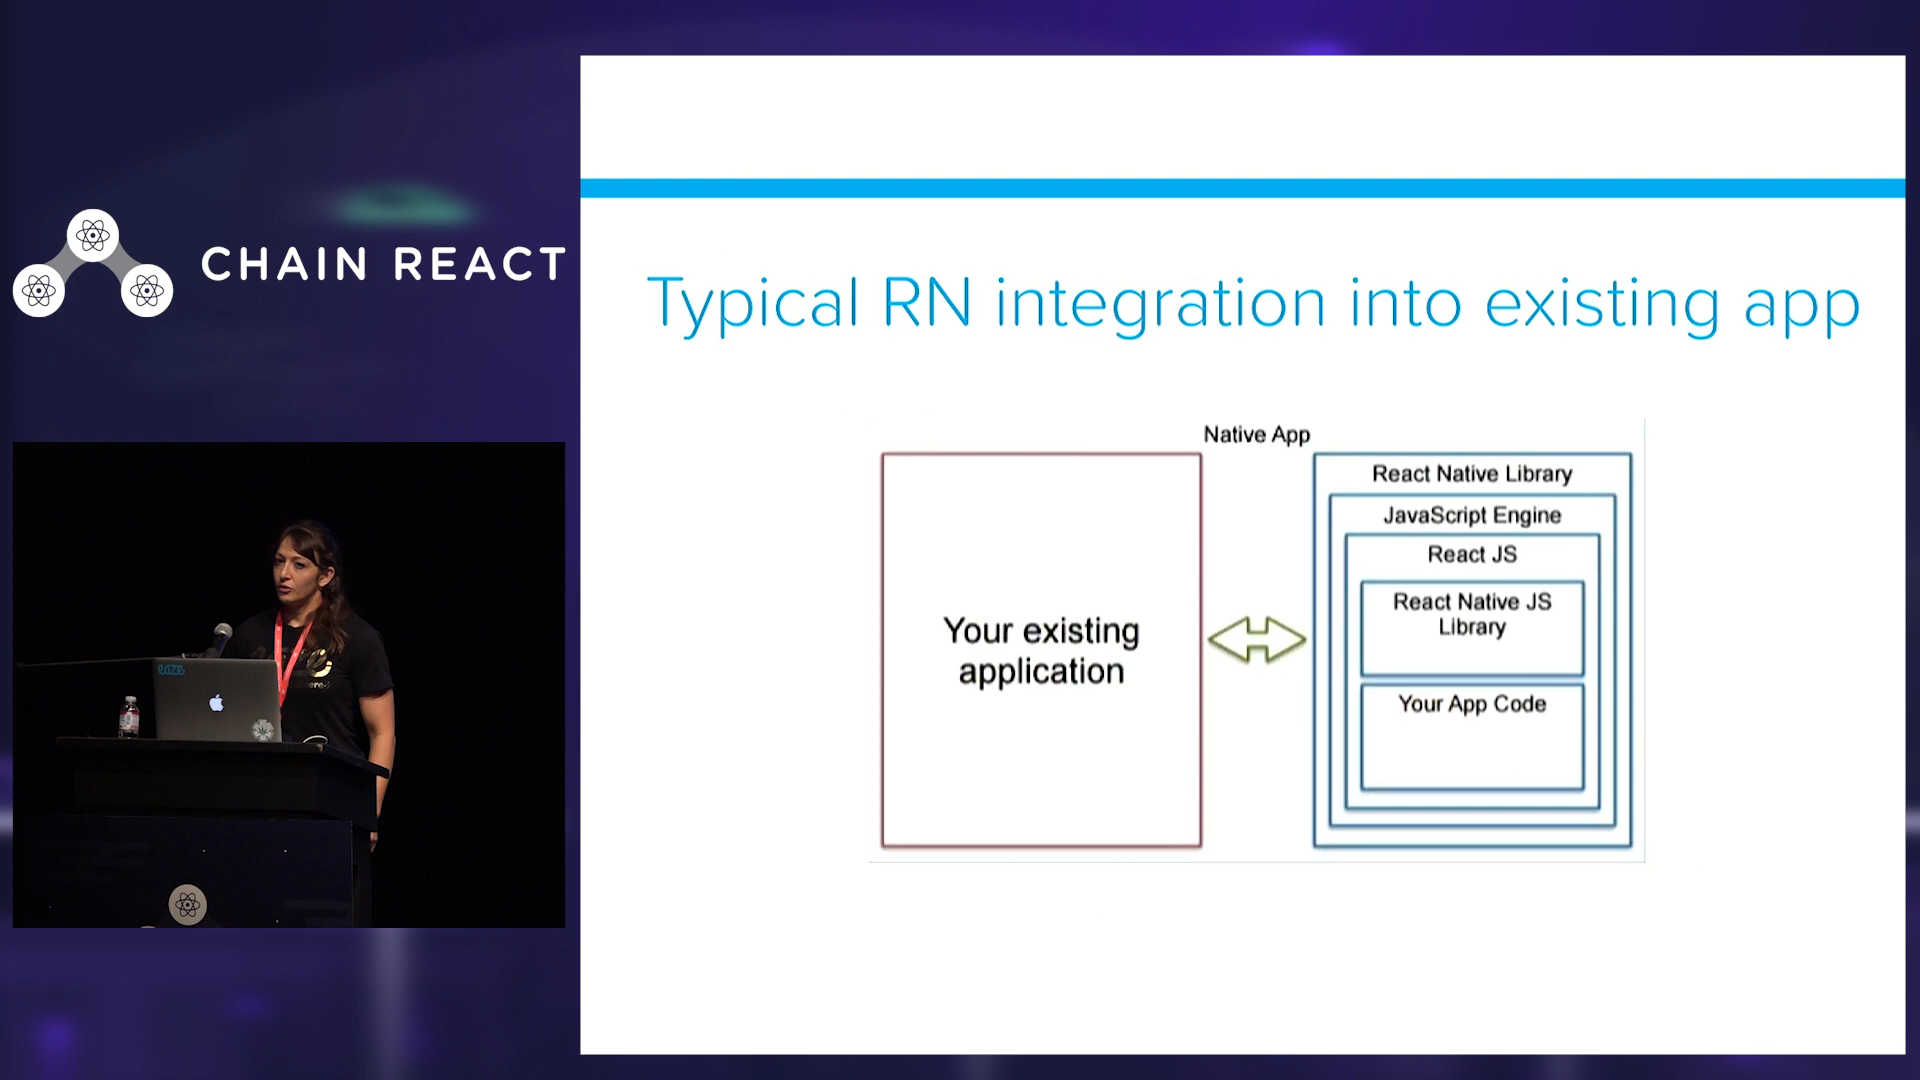 CHAIN REACT
Typical RN integration into existing app
Native App
Your existing
application
React Native Library
JavaScript Engine
React JS
React Native JS
Library
Your App Code
eaze